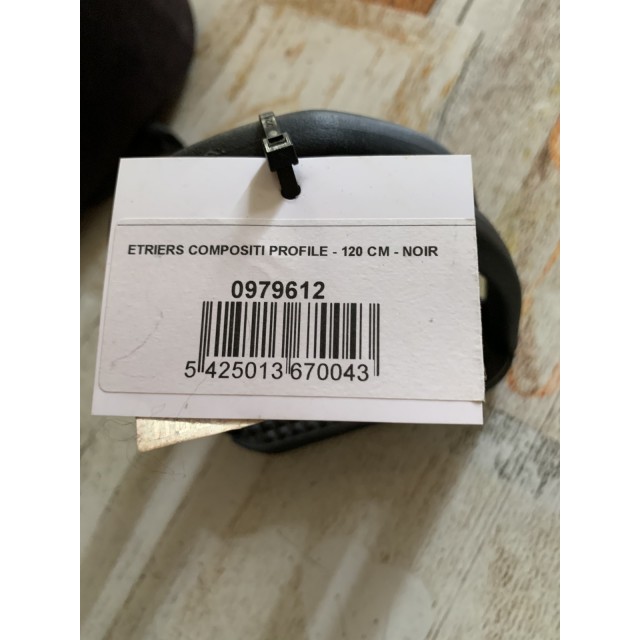 ETRIERS COMPOSITI PROFILE - 120 CM - NOIR
0979612
5 425013 670043